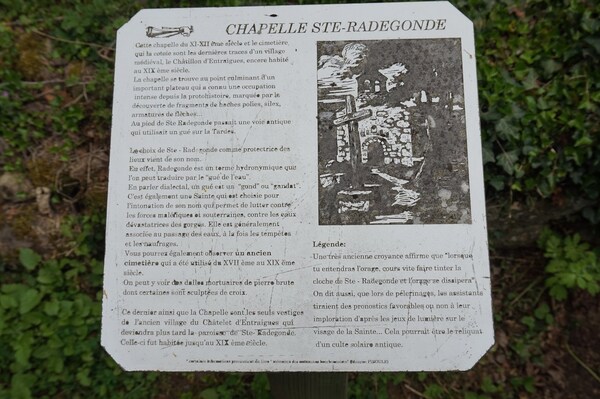 CHAPELLE STE-RADEGONDE
Cette chapelle du XI-XII ème siècle et le cimetière,
qui la cotoie sont les dernières traces d'un village
médiéval, le Châtillon d'Entraigues, encore habité
au XIX ème siècle.
La chapelle se trouve au point culminant d'un
important plateau qui a connu une occupation
intense depuis la protohistoire, marquée par la
découverte de fragments de haches polies, silex,
armatures de flèches..
Au pied de Ste Radegonde passait une voie antique
qui utilisait un gué sur la Tardes.
Le choix de Ste - Radegonde comme protectrice des
lieux vient de son nom.
En effet, Radegonde est un terme hydronymique que
l'on peut traduire par le "gué de l'eau".
En parler dialectal, un gué est un "gond" ou "gandet".
C'est également une Sainte qui est choisie pour
l'intonation de son nom qui permet de lutter contre
les forces maléfiques et souterraines, contre les eaux
dévastatrices des gorges. Elle est généralement
associée au passage des eaux, à la fois les tempêtes
et les naufrages.
Vous pouvez également observer un ancien
cimetière qui a été utilisé du XVII ème au XIX ème
siècle.
On peut y voir des dalles mortuaires de pierre brute
dont certaines sont sculptées de croix.
Ce dernier ainsi que la Chapelle sont les seuls vestiges
de l'ancien village du Châtelet d'Entraigues qui
deviendra plus tard la paroisse de Ste-Radegonde.
Celle-ci fut habitée jusqu'au XIX ème siècle.
Légende:
Une très ancienne croyance affirme que "lorsque
tu entendras l'orage, cours vite faire tinter la
cloche de Ste - Radegonde et l'orage se dissipera".
On dit aussi, que lors de pèlerinages, les assistants
tiraient des pronostics favorables ou non à leur
imploration d'après les jeux de lumière sur le
visage de la Sainte... Cela pourrait être le reliquat
d'un culte solaire antique.